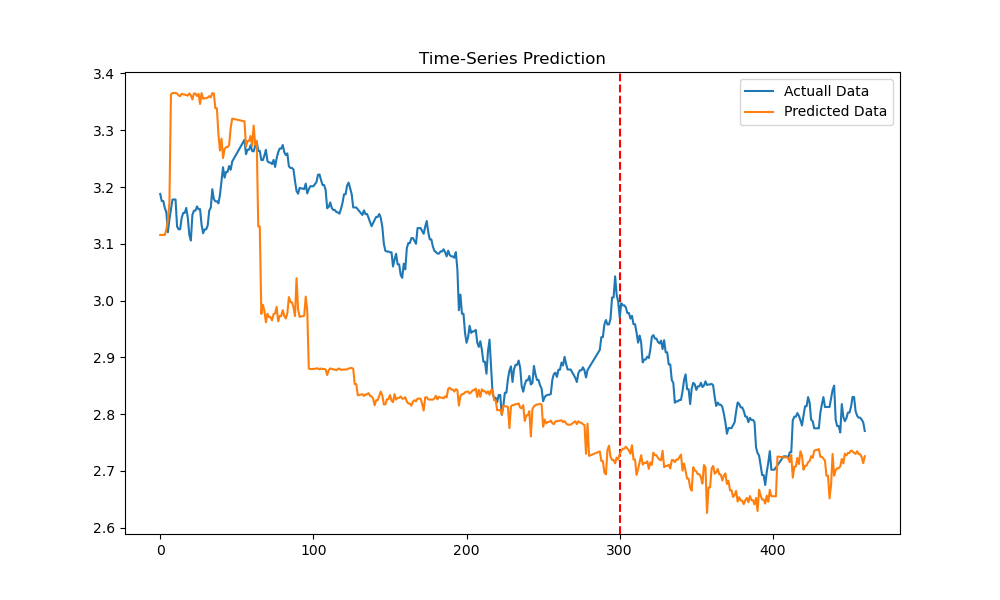 Time-Series Prediction
Actuall Data
Predicted Data
3.4
3.3
3.2
3.1
3.0
2.9
2.8
2.7
2.6
0 100 200 300 400